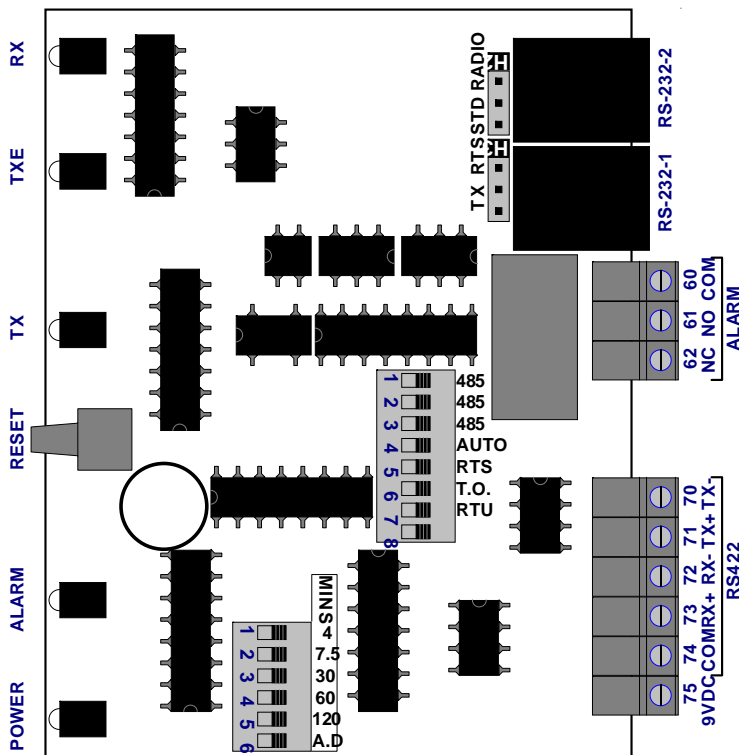 RX
TXE
TX
RESET
ALARM
POWER
STD RADIO
TX RTS
RS-232-2
RS-232-1
60 COM
61 NO
62 NC
ALARM
1 485
2 485
3 485
4 AUTO
5 RTS
6 T.O.
7 RTU
8
70 TX-
71 TX+
72 RX-
73 RX+
74 COM
75 9VDC
RS422
MINS
1 4
2 7.5
3 30
4 60
5 120
6 A.D